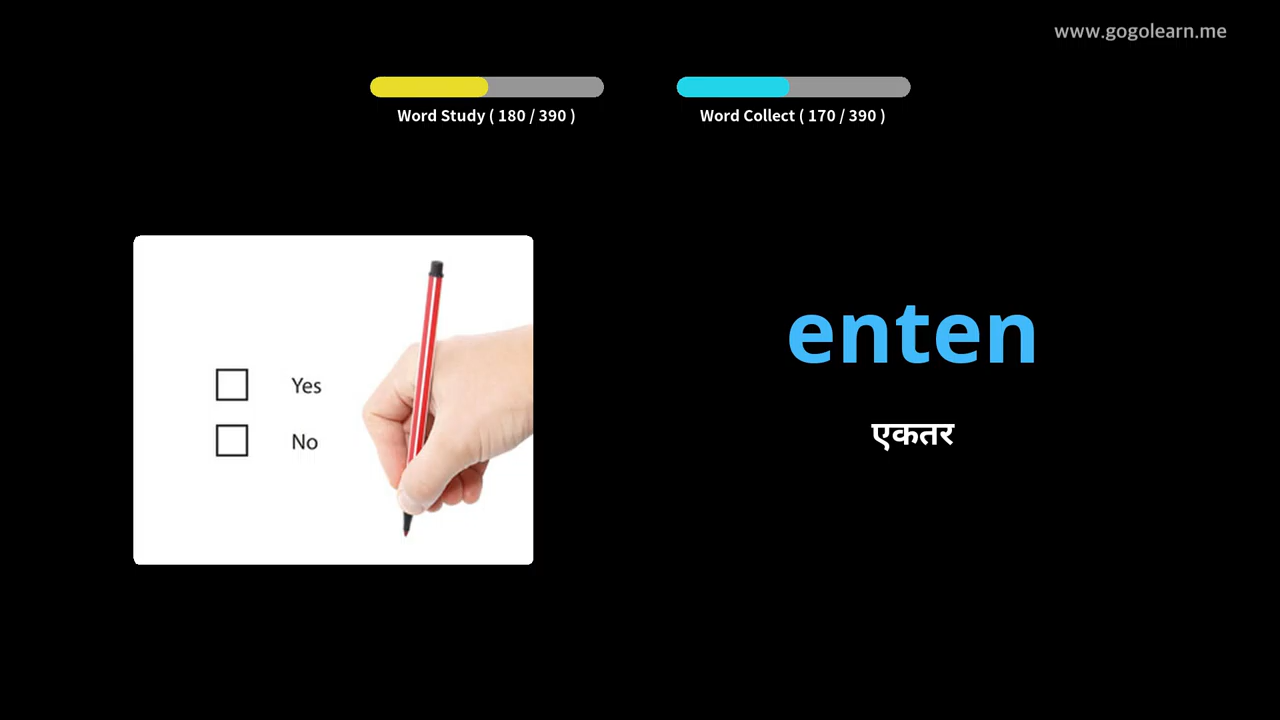 www.gogolearn.me
Word Study ( 180 / 390 )
Word Collect ( 170 / 390 )
Yes
No
enten
एकतर